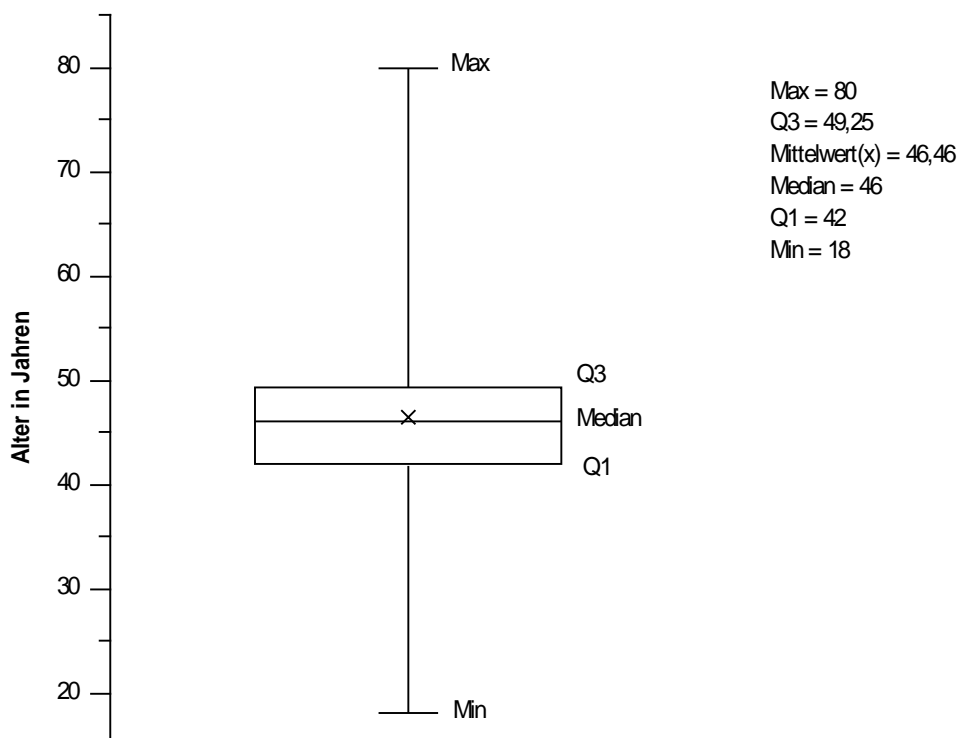 80
70
60
50
40
30
20
Alter in Jahren
Max
Q3
Median
Q1
Min
Max = 80
Q3 = 49,25
Mittelwert(x) = 46,46
Median = 46
Q1 = 42
Min = 18